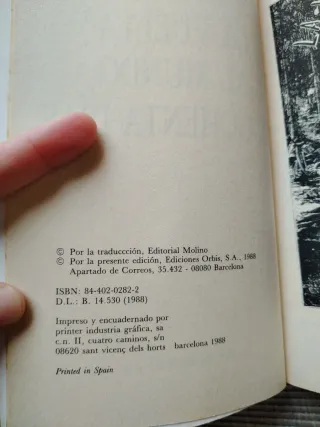 © Por la traduccción, Editorial Molino
© Por la presente edición, Ediciones Orbis, S.A., 1988
Apartado de Correos, 35.432 - 08080 Barcelona
ISBN: 84-402-0282-2
D.L.: B. 14.530 (1988)
Impreso y encuadernado por
printer industria gráfica, sa
c.n. II, cuatro caminos, s/n
08620 sant vicenç dels horts barcelona 1988
Printed in Spain